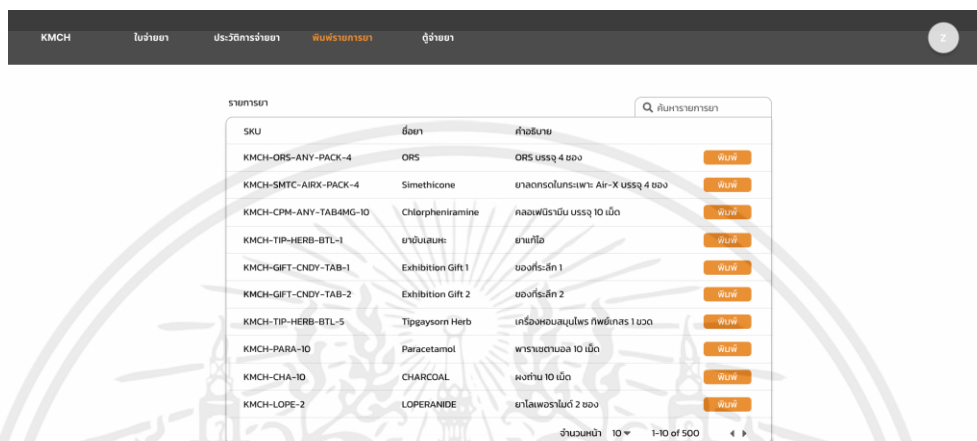 KMCH ใบจ่ายยา ประวัติการจ่ายยา พิมพ์รายการยา ตู้จ่ายยา Z
รายการยา ค้นหารายการยา
SKU ชื่อยา คำอธิบาย
KMCH-ORS-ANY-PACK-4 ORS ORS บรรจุ 4 ซอง พิมพ์
KMCH-SMTC-AIRX-PACK-4 Simethicone ยาลดกรดในกระเพาะ Air-X บรรจุ 4 ซอง พิมพ์
KMCH-CPM-ANY-TAB4MG-10 Chlorpheniramine คลอเฟนิรามีน บรรจุ 10 เม็ด พิมพ์
KMCH-TIP-HERB-BTL-1 ยาขับเสมหะ ยาแก้ไอ พิมพ์
KMCH-GIFT-CNDY-TAB-1 Exhibition Gift 1 ของที่ระลึก 1 พิมพ์
KMCH-GIFT-CNDY-TAB-2 Exhibition Gift 2 ของที่ระลึก 2 พิมพ์
KMCH-TIP-HERB-BTL-5 Tipgaysorn Herb เครื่องหอมสมุนไพร ทิพย์เกสร 1 ขวด พิมพ์
KMCH-PARA-10 Paracetamol พาราเซตามอล 10 เม็ด พิมพ์
KMCH-CHA-10 CHARCOAL ผงถ่าน 10 เม็ด พิมพ์
KMCH-LOPE-2 LOPERANIDE ยาโลเพอราไมด์ 2 ซอง พิมพ์
จำนวนหน้า 10 1-10 of 500